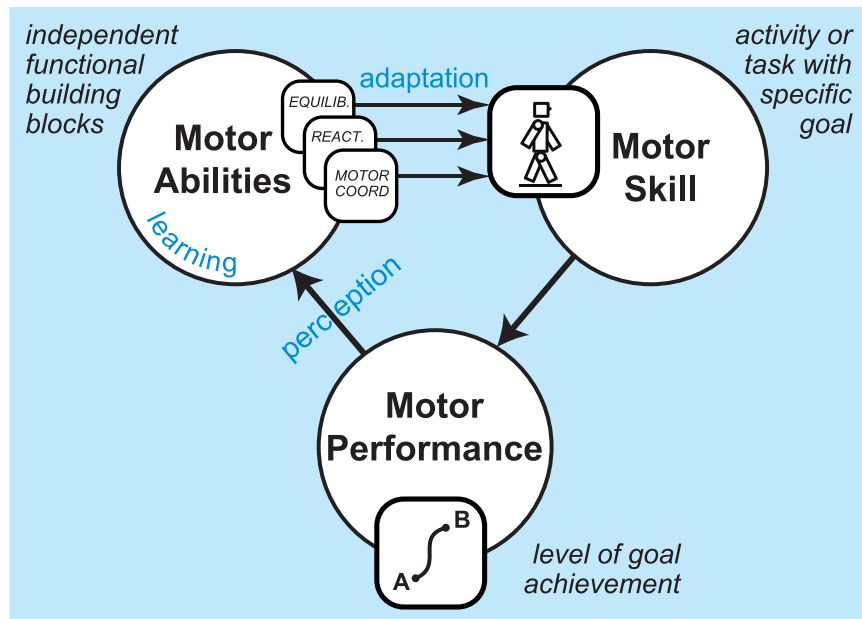 independent
functional
building
blocks
activity or
task with
specific
goal
adaptation
EQUILIB.
REACT.
MOTOR
COORD
Motor
Abilities
learning
Motor
Skill
perception
Motor
Performance
A
B
level of goal
achievement